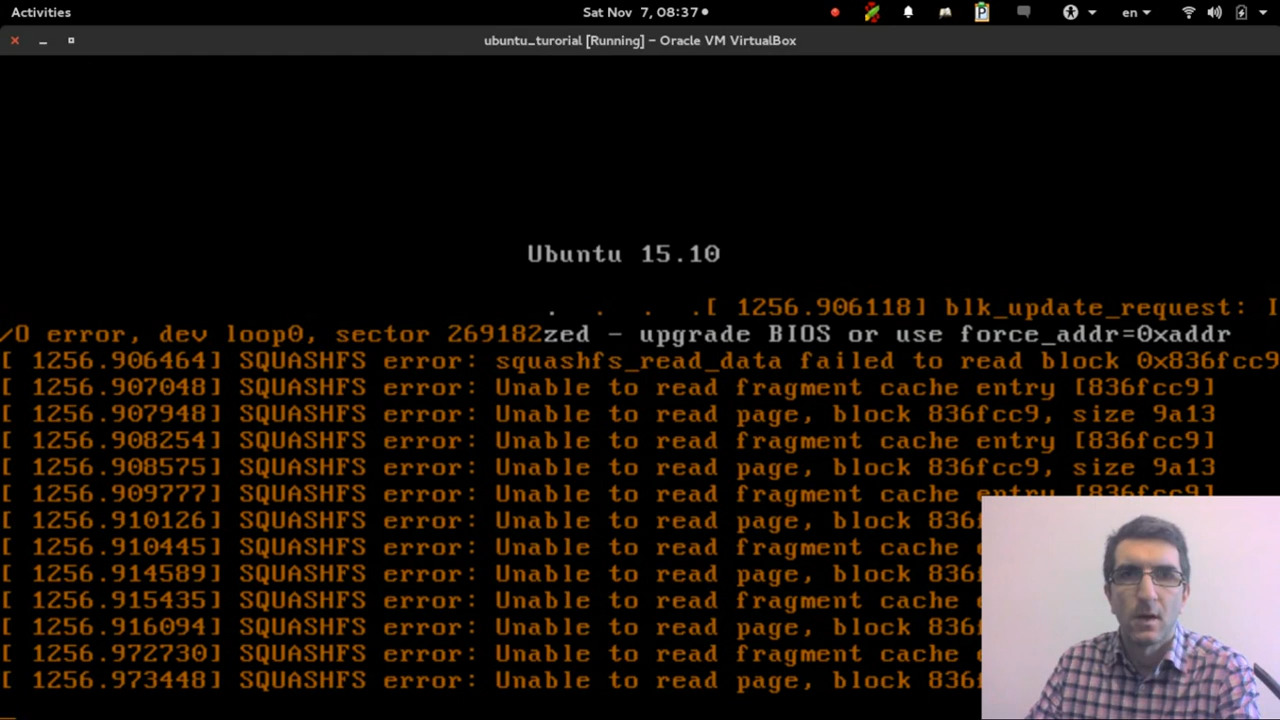 Activities
Sat Nov 7, 08:37
en
ubuntu_turorial [Running] – Oracle VM VirtualBox
Ubuntu 15.10
. . . .[ 1256.906118] blk_update_request: I
/O error, dev loop0, sector 269182zed – upgrade BIOS or use force_addr=0xaddr
[ 1256.906464] SQUASHFS error: squashfs_read_data failed to read block 0x836fcc9
[ 1256.907048] SQUASHFS error: Unable to read fragment cache entry [836fcc9]
[ 1256.907948] SQUASHFS error: Unable to read page, block 836fcc9, size 9a13
[ 1256.908254] SQUASHFS error: Unable to read fragment cache entry [836fcc9]
[ 1256.908575] SQUASHFS error: Unable to read page, block 836fcc9, size 9a13
[ 1256.909777] SQUASHFS error: Unable to read fragment cache entry [836fcc9]
[ 1256.910126] SQUASHFS error: Unable to read page, block 836
[ 1256.910445] SQUASHFS error: Unable to read fragment cache
[ 1256.914589] SQUASHFS error: Unable to read page, block 836
[ 1256.915435] SQUASHFS error: Unable to read fragment cache
[ 1256.916094] SQUASHFS error: Unable to read page, block 836
[ 1256.972730] SQUASHFS error: Unable to read fragment cache
[ 1256.973448] SQUASHFS error: Unable to read page, block 836